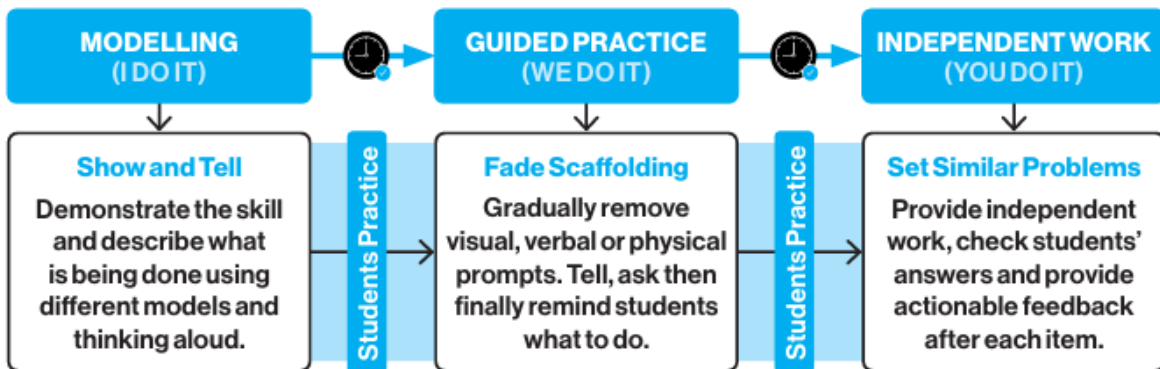 MODELLING
(I DO IT)
GUIDED PRACTICE
(WE DO IT)
INDEPENDENT WORK
(YOU DO IT)
Show and Tell
Demonstrate the skill
and describe what
is being done using
different models and
thinking aloud.
Students Practice
Fade Scaffolding
Gradually remove
visual, verbal or physical
prompts. Tell, ask then
finally remind students
what to do.
Students Practice
Set Similar Problems
Provide independent
work, check students’
answers and provide
actionable feedback
after each item.